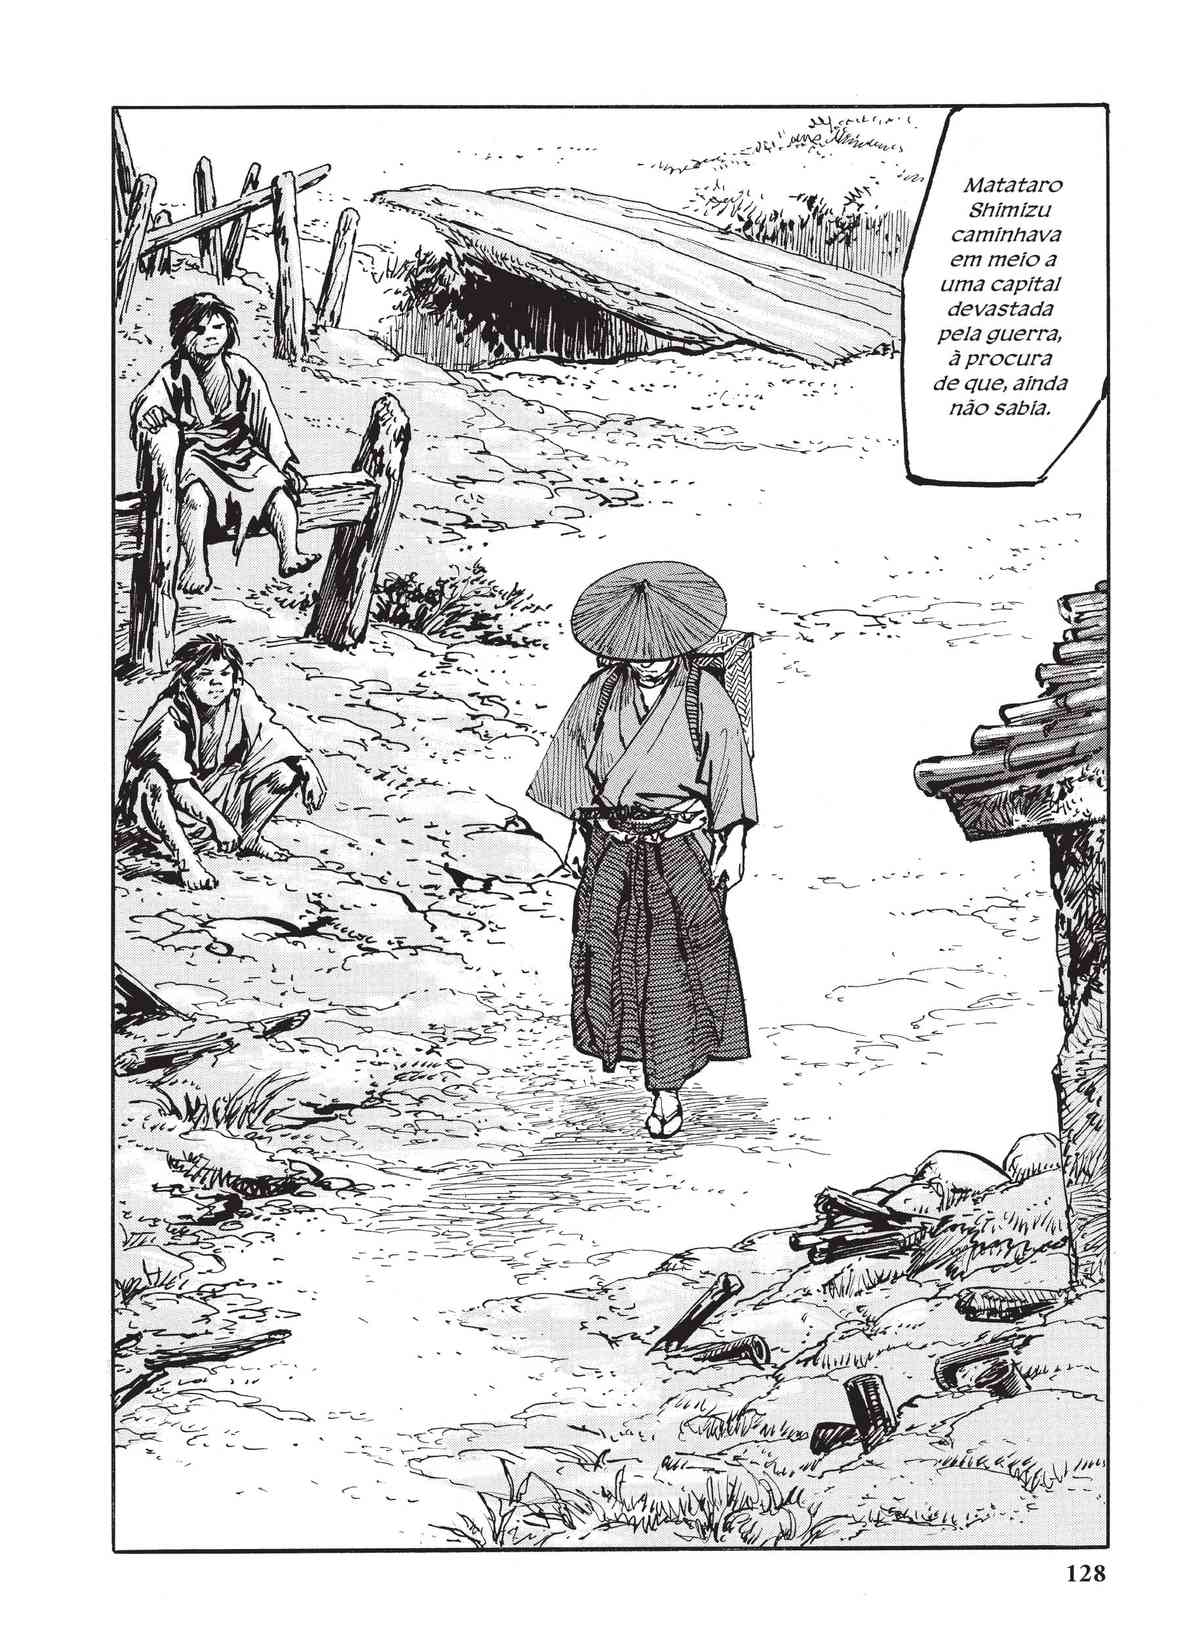 Matataro
Shimizu
caminhava
em meio a
uma capital
devastada
pela guerra,
à procura
de que, ainda
não sabia.
128